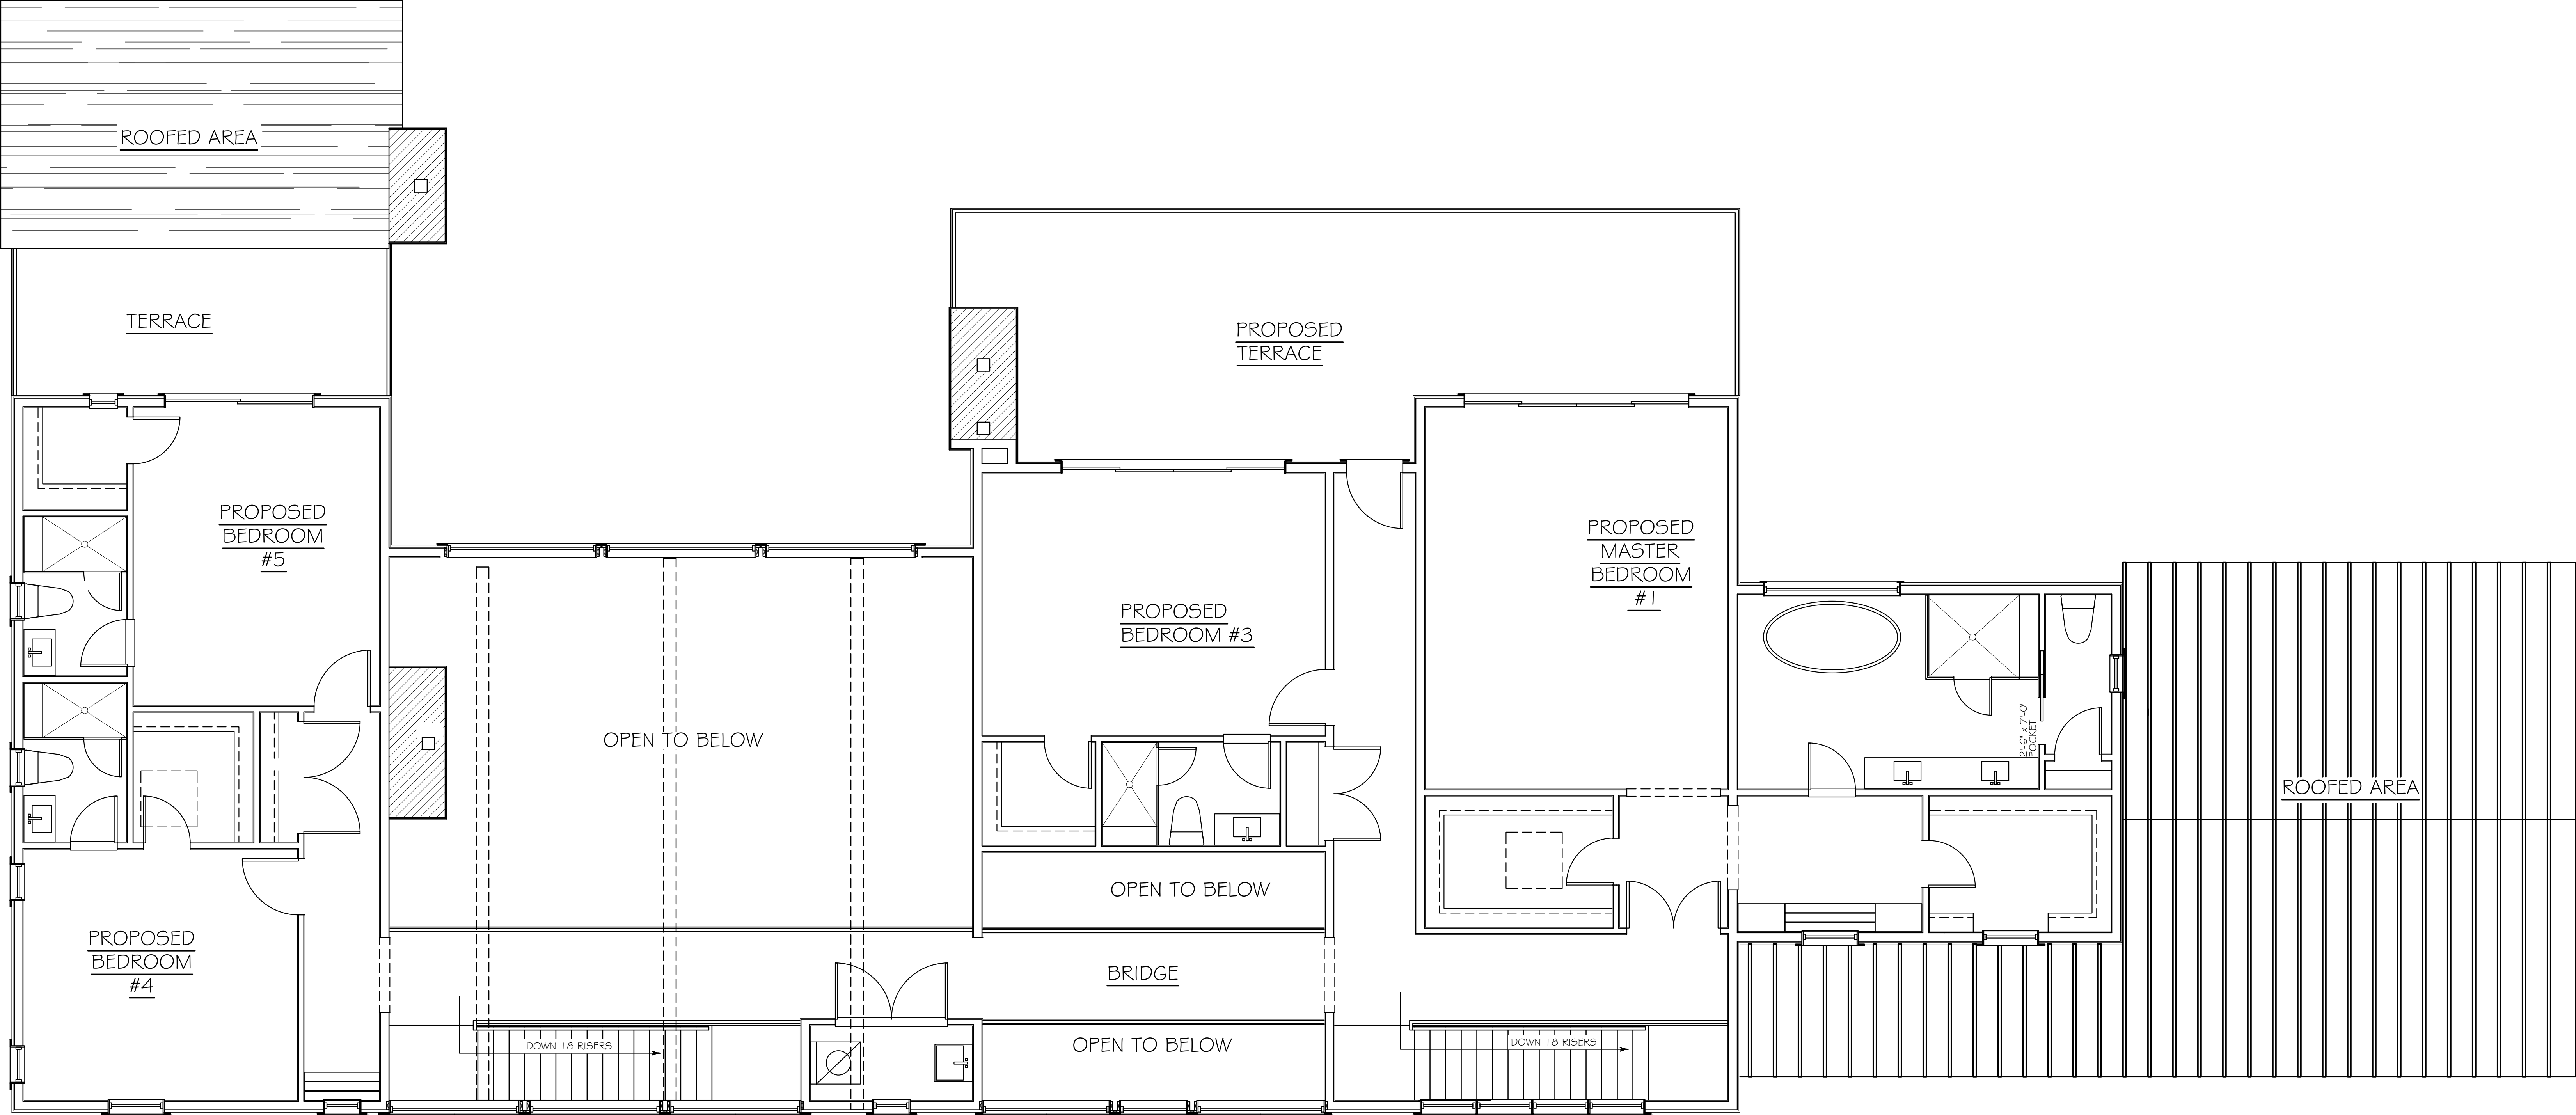 ROOFED AREA
TERRACE
PROPOSED
TERRACE
PROPOSED
BEDROOM
#5
PROPOSED
MASTER
BEDROOM
#1
PROPOSED
BEDROOM #3
2'-6" x 7'-0"
POCKET
OPEN TO BELOW
ROOFED AREA
OPEN TO BELOW
PROPOSED
BEDROOM
#4
BRIDGE
DOWN 18 RISERS
OPEN TO BELOW
DOWN 18 RISERS